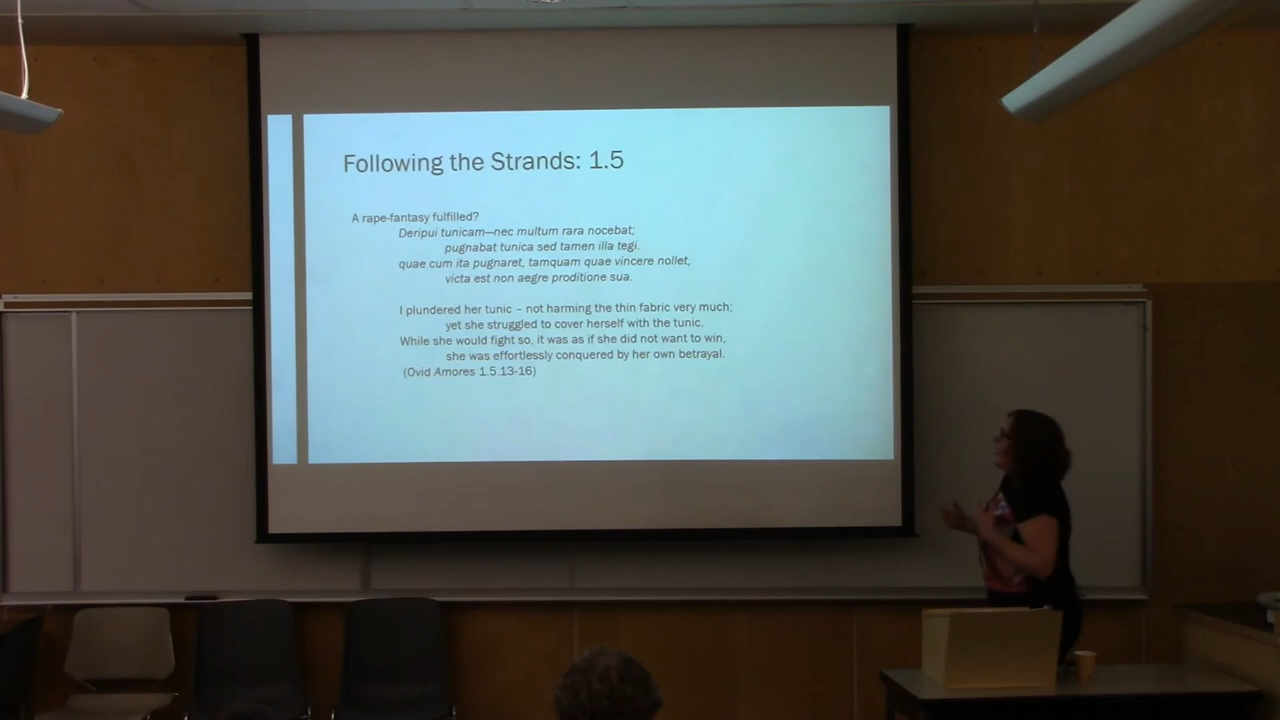 Following the Strands: 1.5
A rape-fantasy fulfilled?
Deripui tunicam—nec multum rara nocebat;
pugnabat tunica sed tamen illa tegi.
quae cum ita pugnaret, tamquam quae vincere nollet,
victa est non aegre proditione sua.
I plundered her tunic – not harming the thin fabric very much;
yet she struggled to cover herself with the tunic.
While she would fight so, it was as if she did not want to win,
she was effortlessly conquered by her own betrayal.
(Ovid Amores 1.5.13-16)